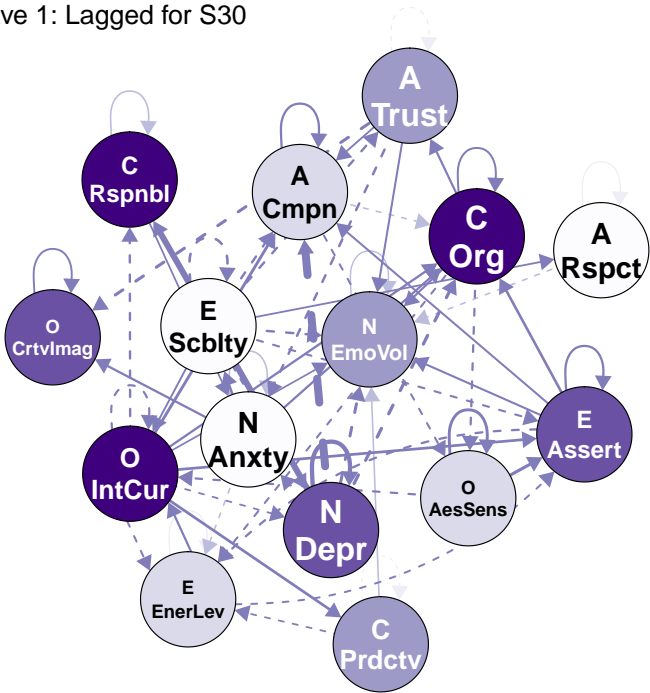 ve 1: Lagged for S30
A
Trust
C
Rspnbl
A
Cmpn
C
Org
A
Rspct
E
Scblty
O
CrtvImag
N
EmoVol
N
Anxty
E
Assert
O
IntCur
O
AesSens
N
Depr
E
EnerLev
C
Prdctv